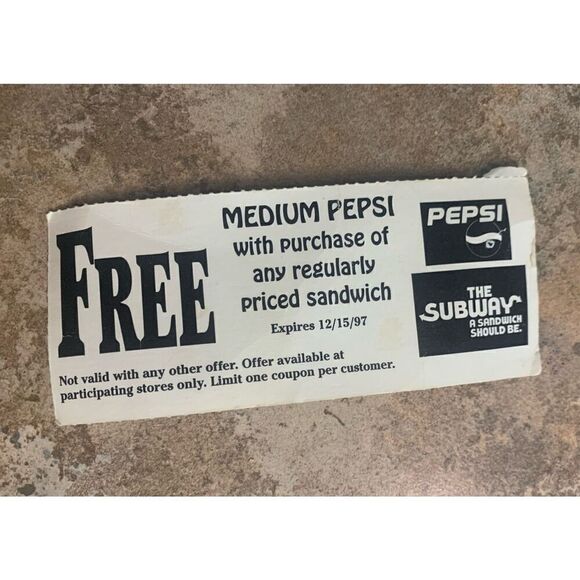 FREE
MEDIUM PEPSI
with purchase of
any regularly
priced sandwich
Expires 12/15/97
Not valid with any other offer. Offer available at
participating stores only. Limit one coupon per customer.
PEPSI
THE
SUBWAY
A SANDWICH
SHOULD BE.